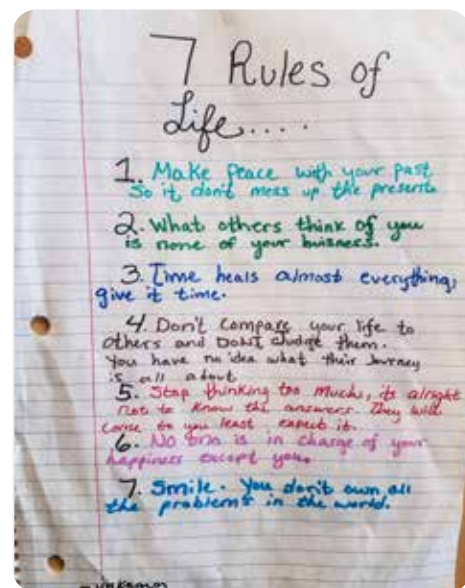 7 Rules of
Life....
1. Make Peace with your past
So it don't mess up the present.
2. What others think of you
is none of your buisness.
3. Time heals almost everything,
give it time.
4. Don't Compare your life to
others and Don't Judge them.
You have no idea what their Journey
is all about
5. Stop thinking too much, its alright
not to know the answers. They will
come to you least expect it.
6. No one is in charge of your
happiness except you.
7. Smile. You don't own all
the problems in the world.
- unknown